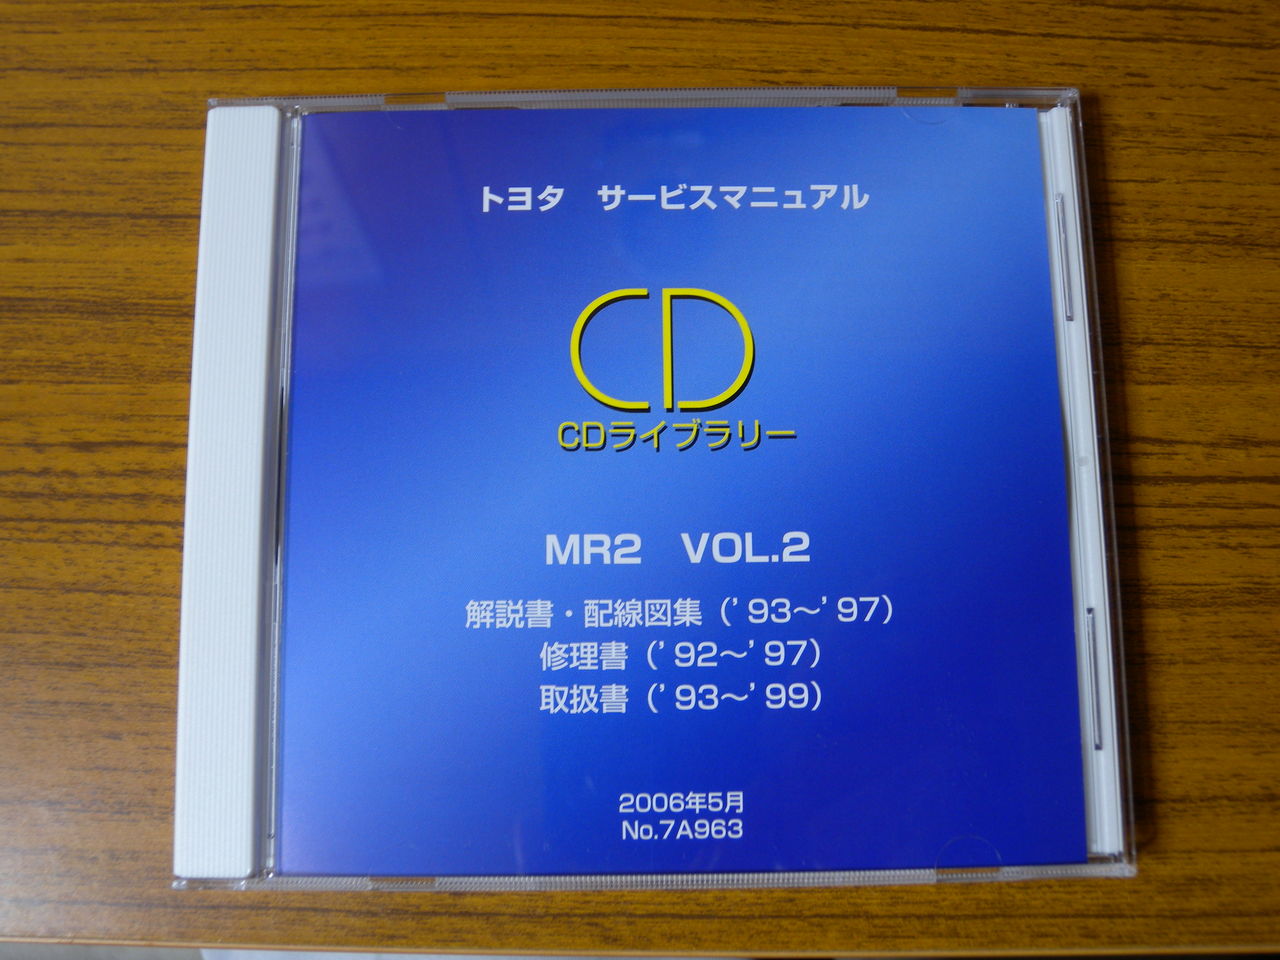 トヨタ　サービスマニュアル
CD
CDライブラリー
MR2　VOL.2
解説書・配線図集（’93～’97）
修理書（’92～’97）
取扱書（’93～’99）
2006年5月
No.7A963